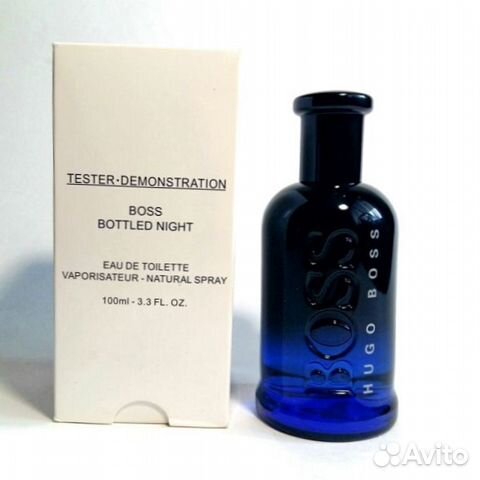 TESTER·DEMONSTRATION
BOSS
BOTTLED NIGHT
EAU DE TOILETTE
VAPORISATEUR - NATURAL SPRAY
100ml - 3.3 FL. OZ.
BOSS
HUGO BOSS
Avito